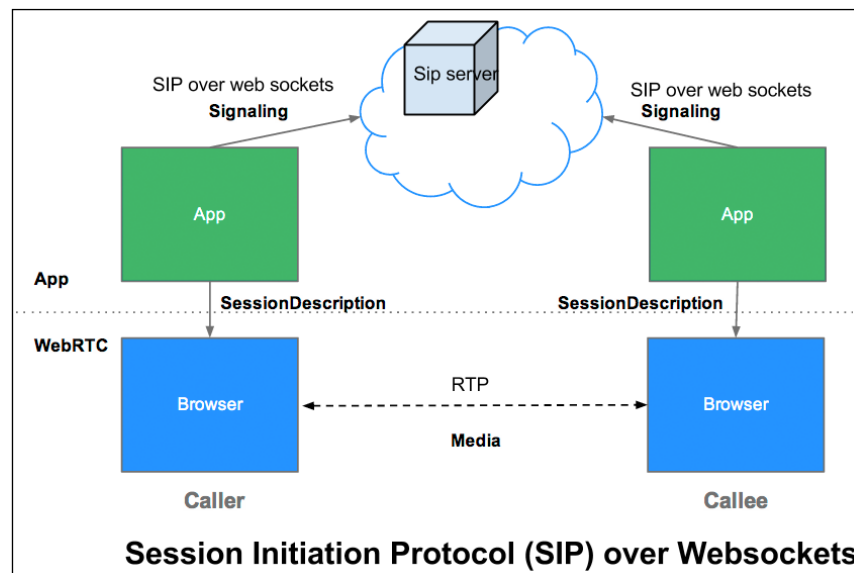 Sip server
SIP over web sockets
Signaling
SIP over web sockets
Signaling
App
App
App
SessionDescription
SessionDescription
WebRTC
Browser
RTP
Browser
Media
Caller
Callee
Session Initiation Protocol (SIP) over Websockets